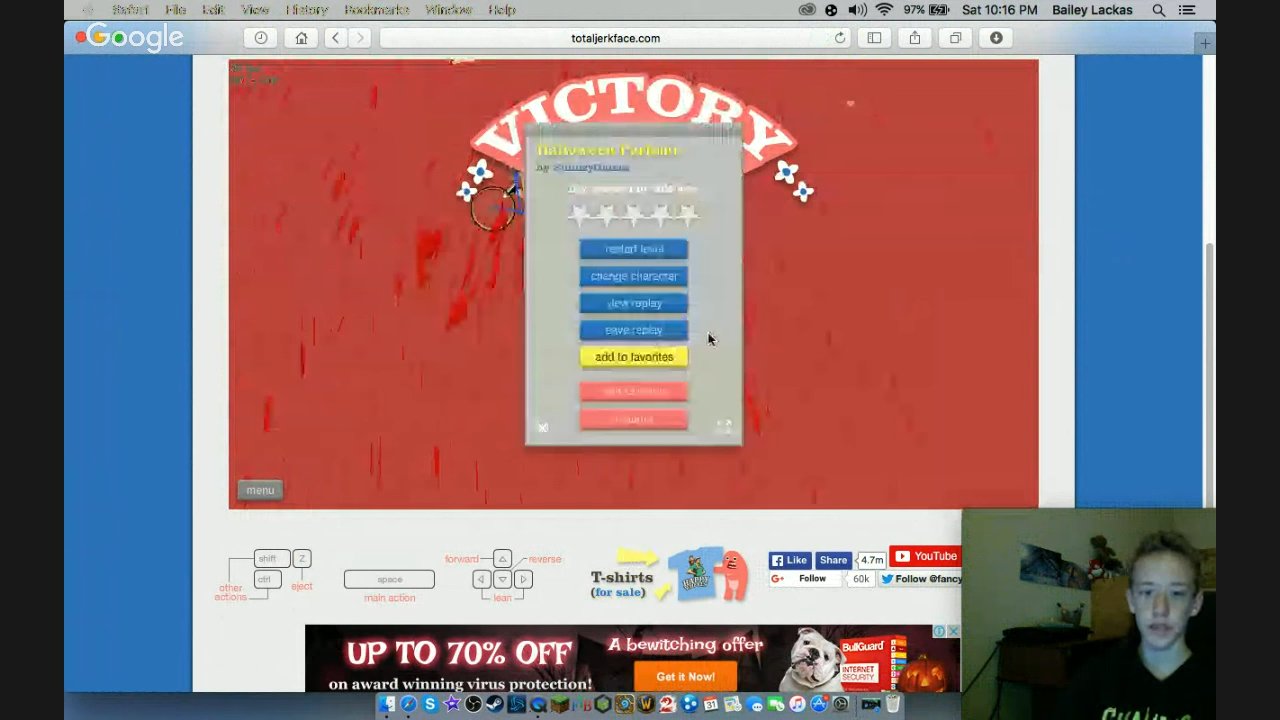 Safari File Edit View History Bookmarks Window Help 97% Sat 10:16 PM Bailey Lackas
Google
totaljerkface.com
VICTORY
by
restart level
change character
view replay
save replay
add to favorites
menu
shift Z
ctrl
other actions
eject
space
main action
forward reverse
lean
T-shirts
(for sale)
HAPPY WHEELS
Like Share 4.7m YouTube
Follow 60k Follow @fancy
UP TO 70% OFF
on award winning virus protection!
A bewitching offer
Get it Now!
BullGuard
INTERNET
SECURITY